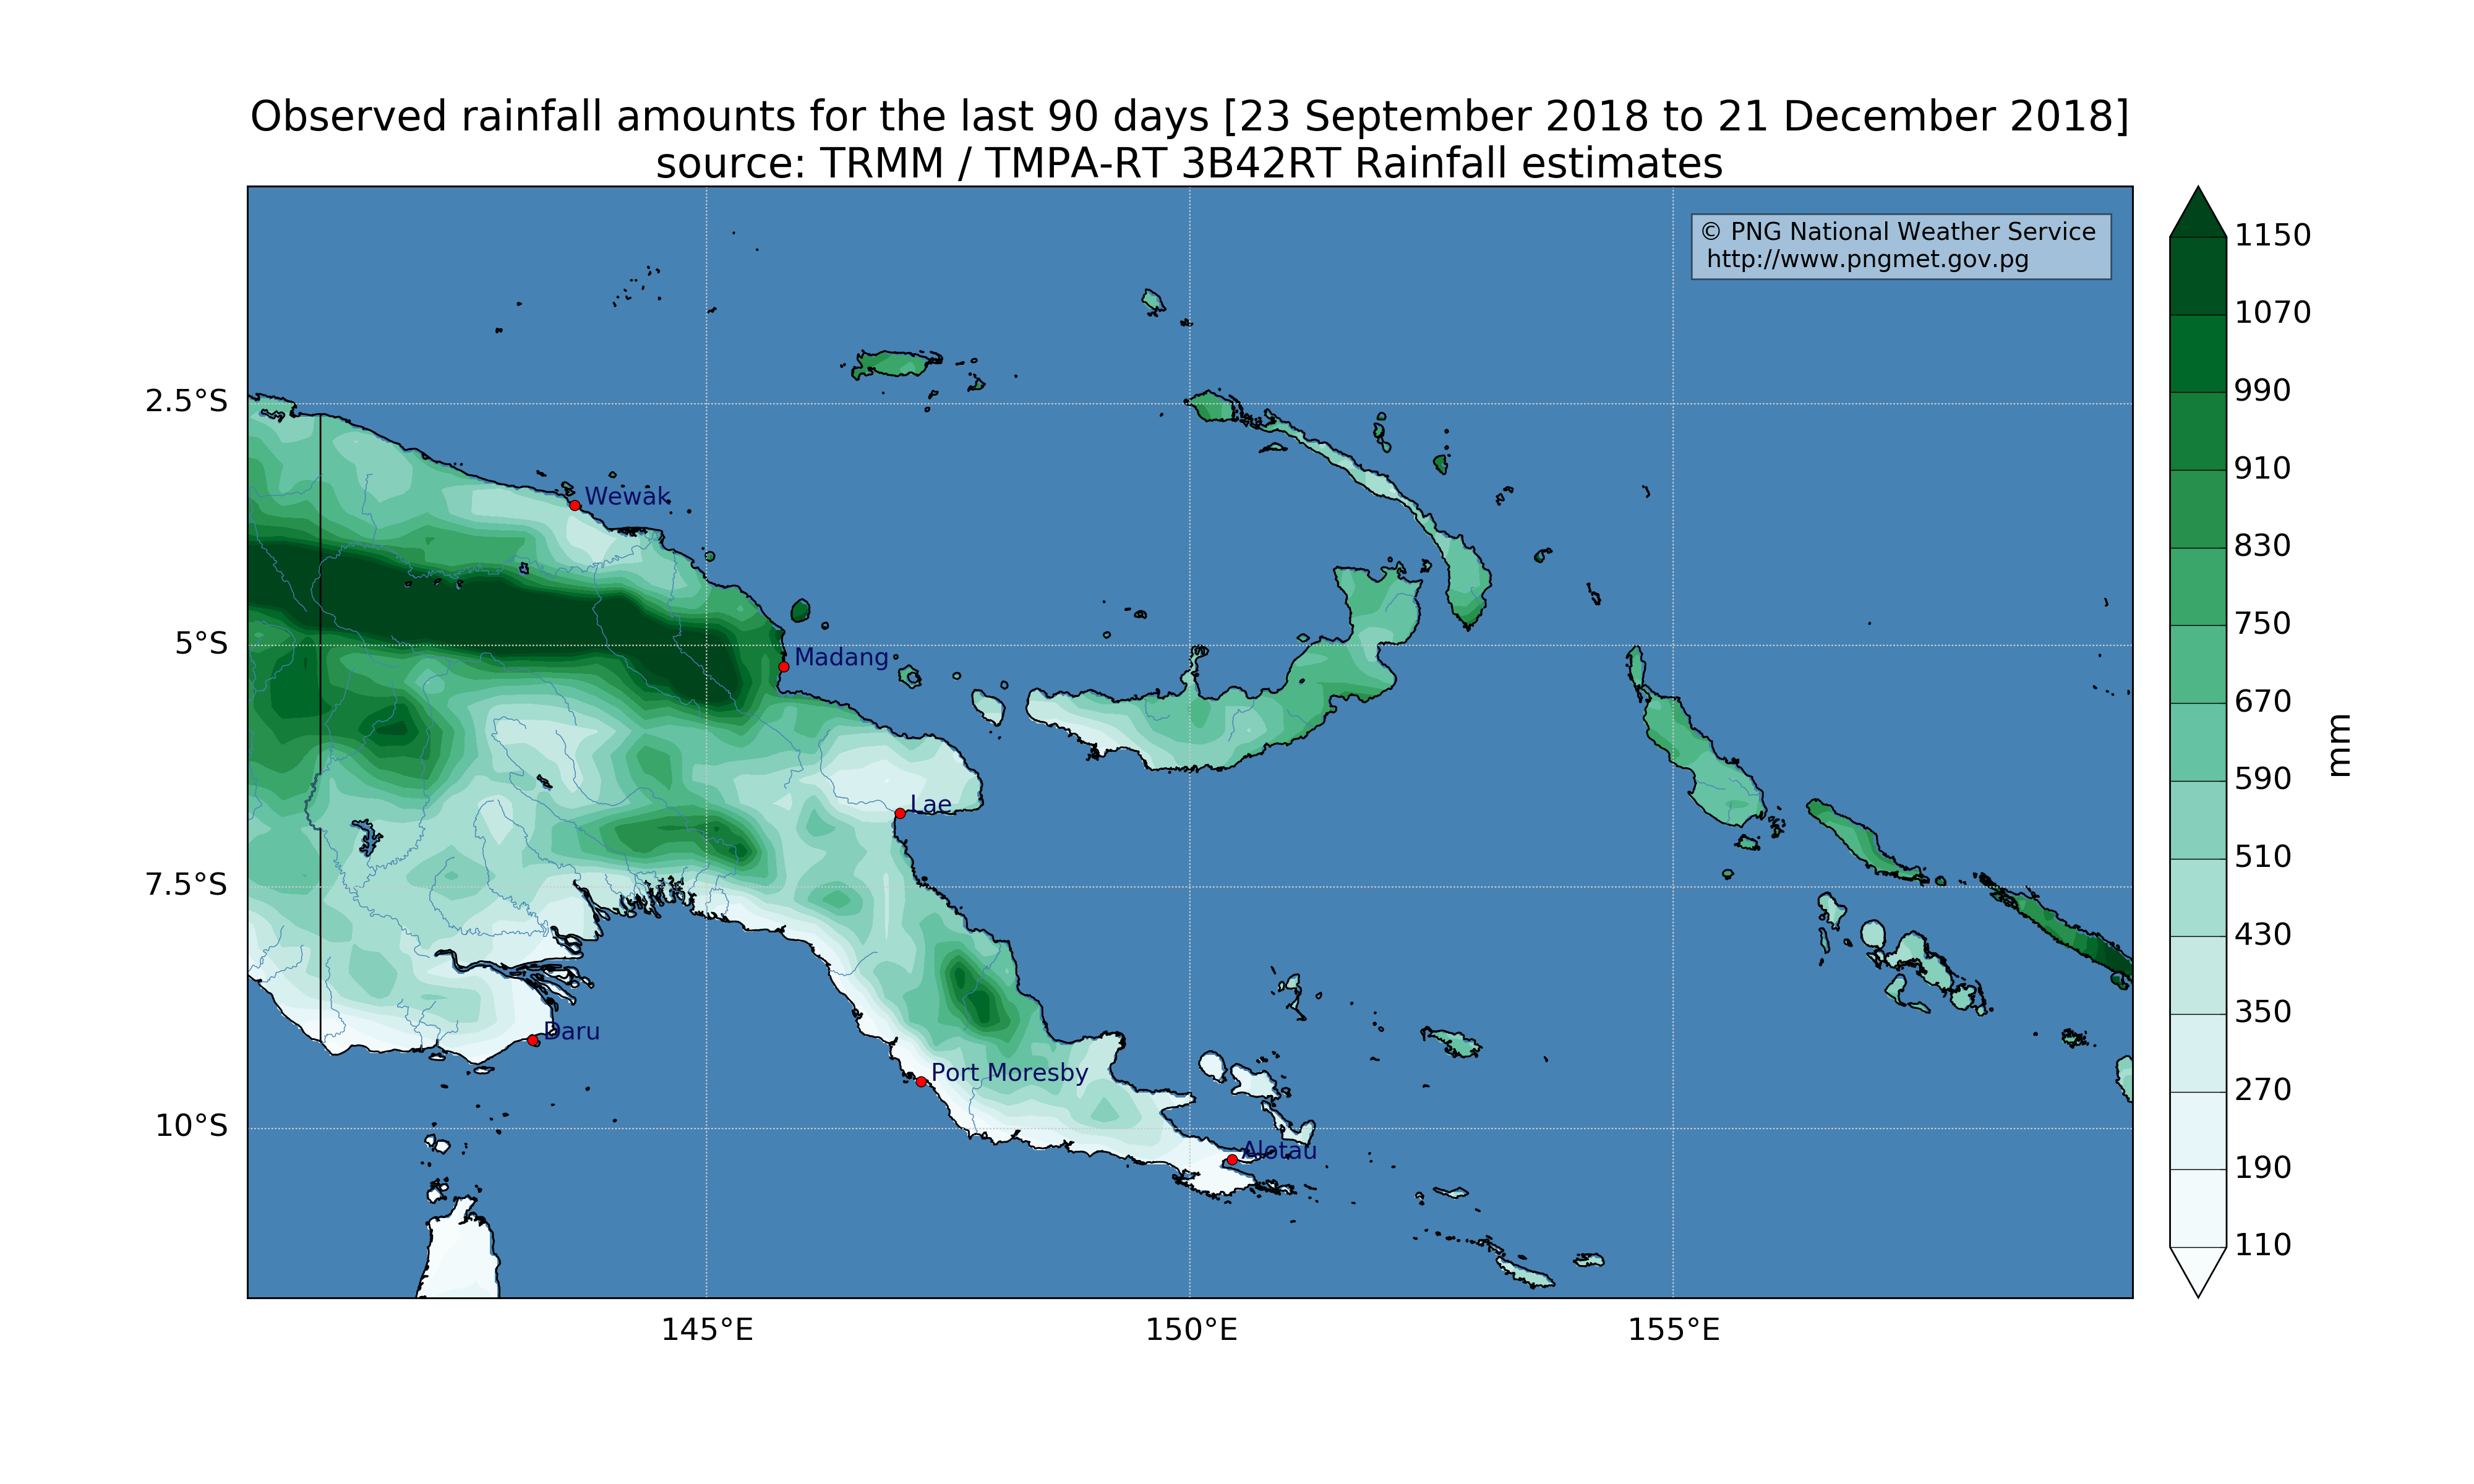 Observed rainfall amounts for the last 90 days [23 September 2018 to 21 December 2018]
source: TRMM / TMPA-RT 3B42RT Rainfall estimates
© PNG National Weather Service
http://www.pngmet.gov.pg
1150
1070
990
910
830
750
670
590
510
430
350
270
190
110
mm
2.5°S
5°S
7.5°S
10°S
Wewak
Madang
Lae
Daru
Port Moresby
Alotau
145°E
150°E
155°E